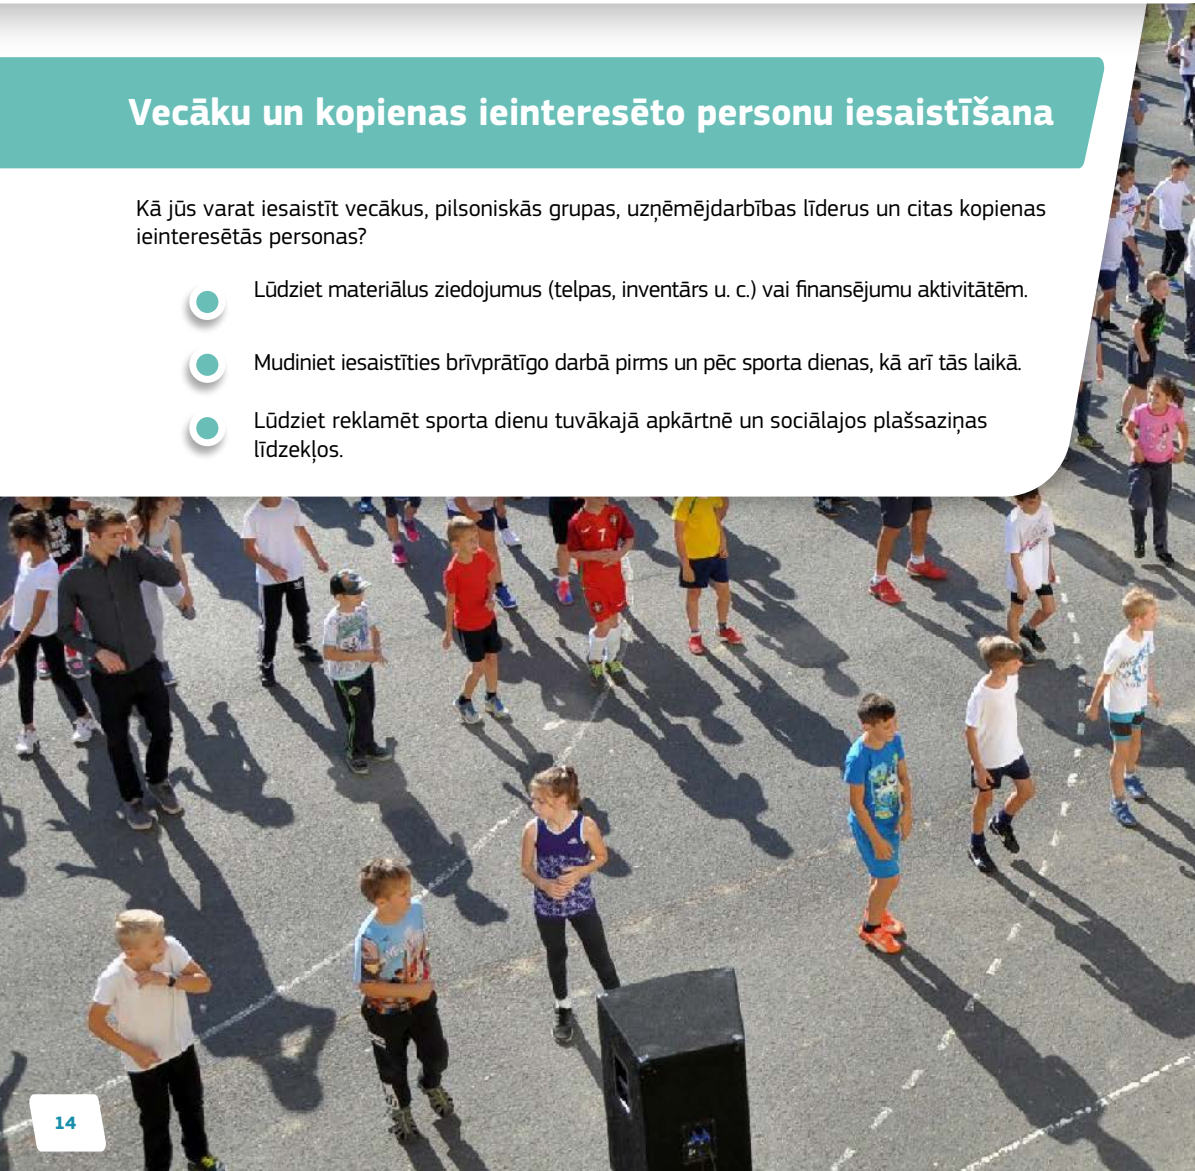 Vecāku un kopienas ieinteresēto personu iesaistīšana
Kā jūs varat iesaistīt vecākus, pilsoniskās grupas, uzņēmējdarbības līderus un citas kopienas
ieinteresētās personas?
Lūdziet materiālus ziedojumus (telpas, inventārs u. c.) vai finansējumu aktivitātēm.
Mudiniet iesaistīties brīvprātīgo darbā pirms un pēc sporta dienas, kā arī tās laikā.
Lūdziet reklamēt sporta dienu tuvākajā apkārtnē un sociālajos plašsaziņas
līdzekļos.
7
14